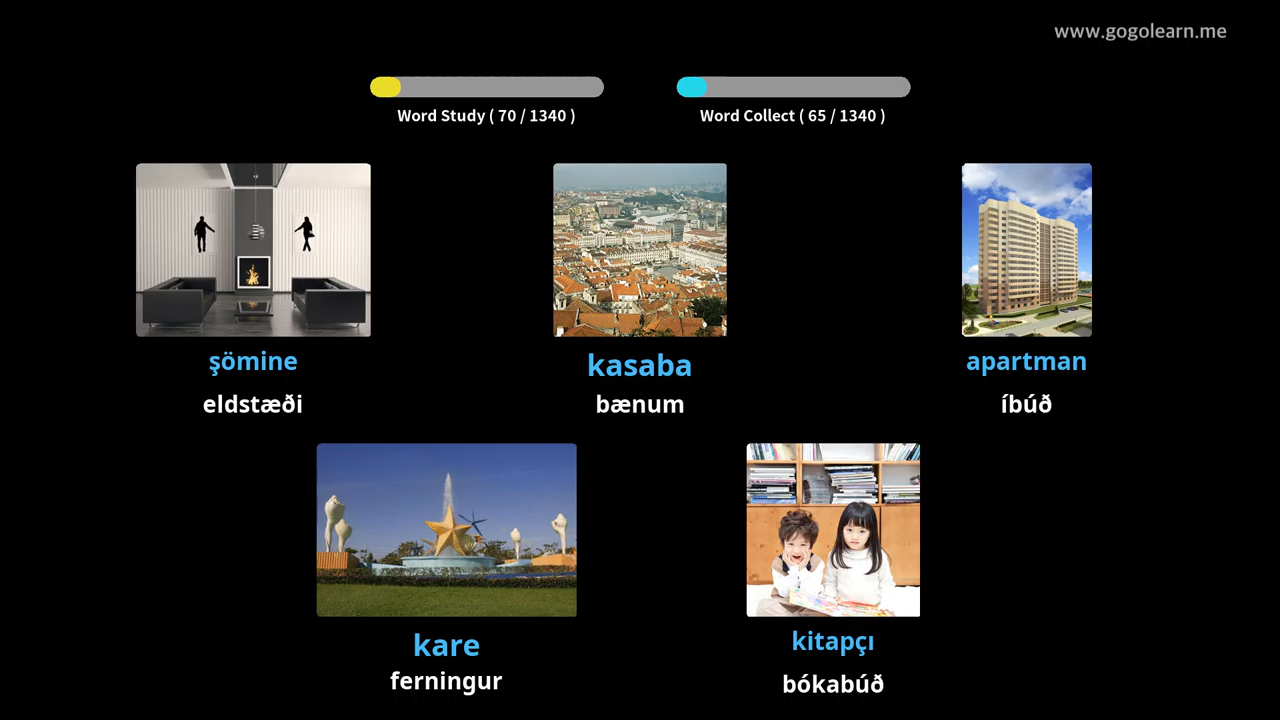 www.gogolearn.me
Word Study ( 70 / 1340 )
Word Collect ( 65 / 1340 )
şömine
kasaba
apartman
eldstæði
bænum
íbúð
kare
kitapçı
ferningur
bókabúð